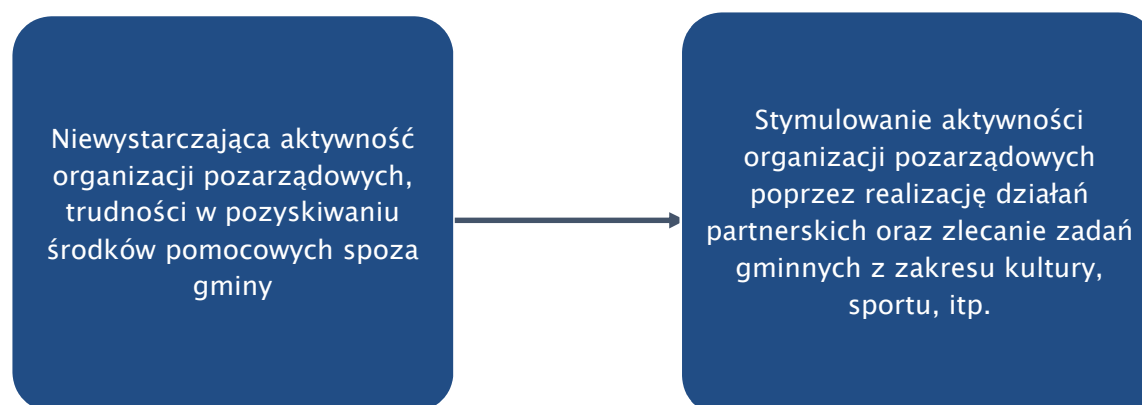 Niewystarczająca aktywność
organizacji pozarządowych,
trudności w pozyskiwaniu
środków pomocowych spoza
gminy
Stymulowanie aktywności
organizacji pozarządowych
poprzez realizację działań
partnerskich oraz zlecanie zadań
gminnych z zakresu kultury,
sportu, itp.